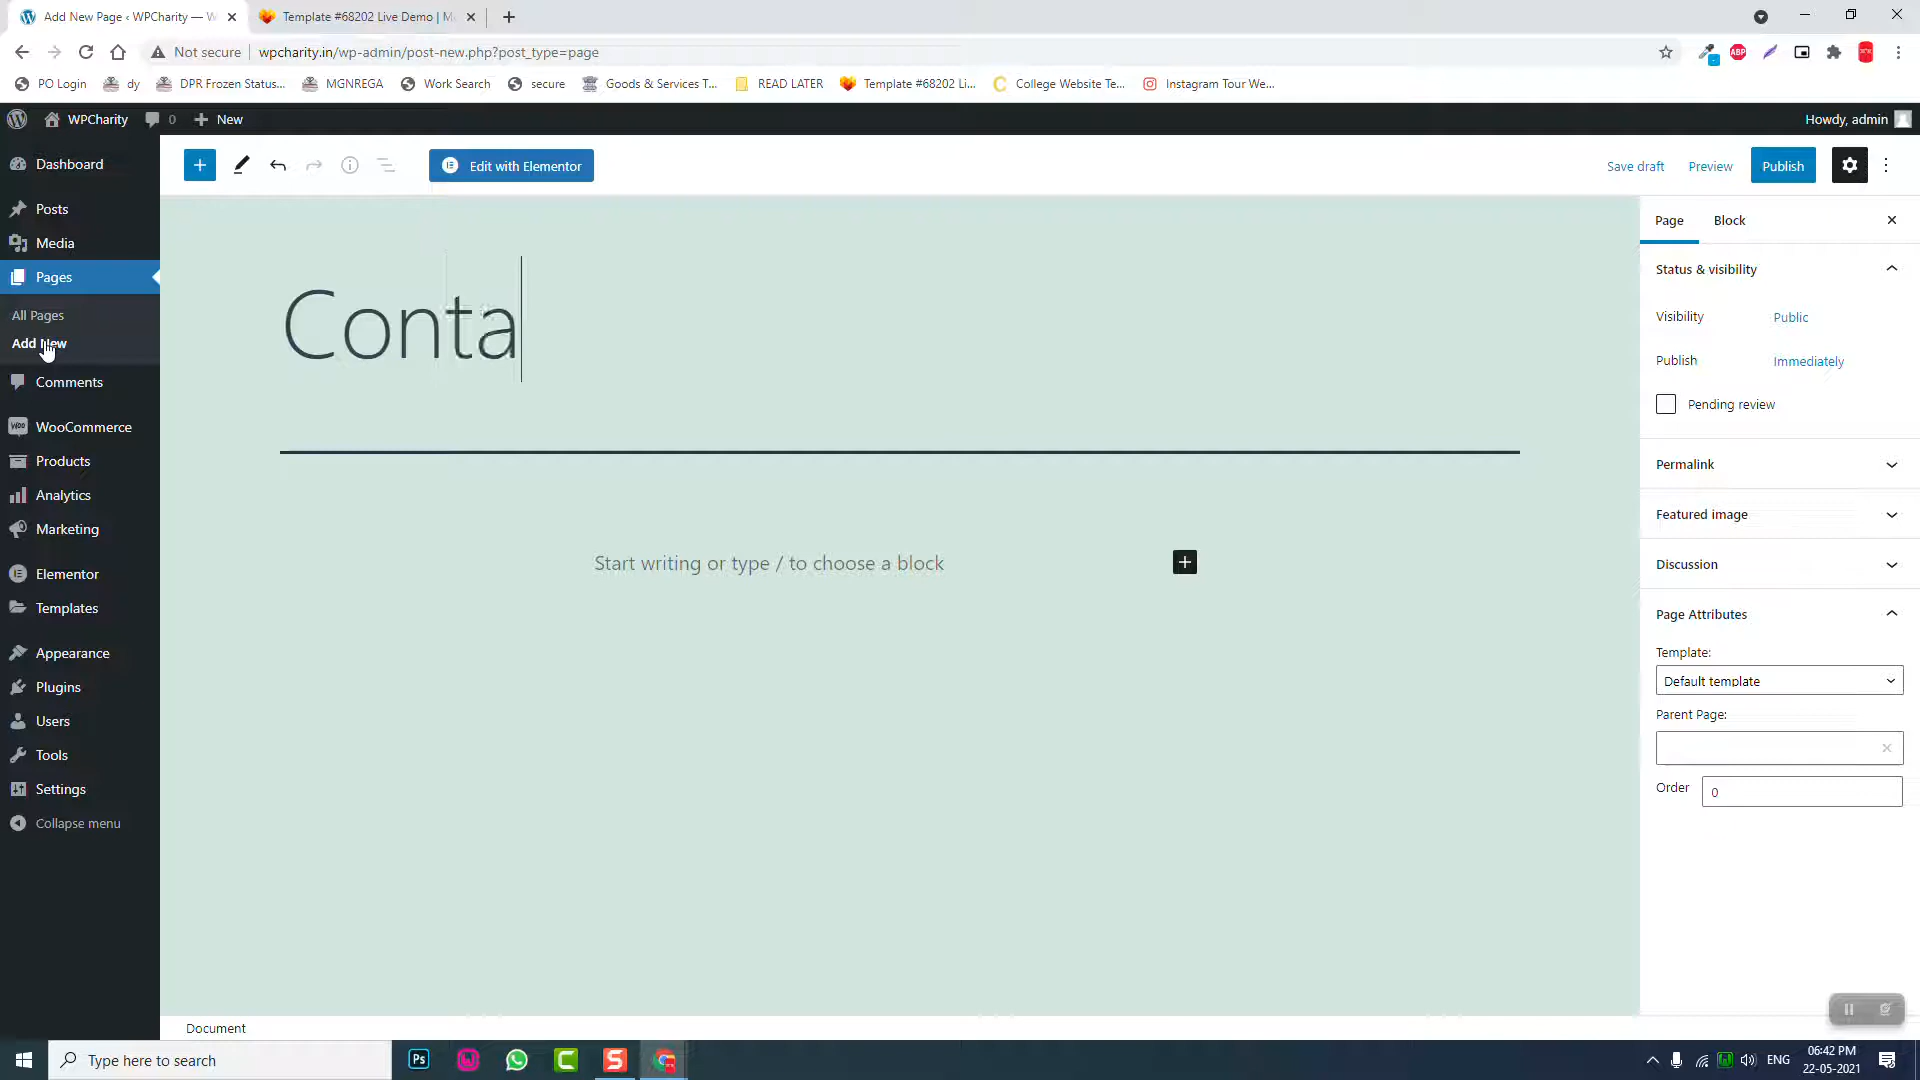 Add New Page ‹ WPCharity — W
Template #68202 Live Demo | M
Not secure
wpcharity.in/wp-admin/post-new.php?post_type=page
PO Login
dy
DPR Frozen Status...
MGNREGA
Work Search
secure
Goods & Services T...
READ LATER
Template #68202 Li...
College Website Te...
Instagram Tour We...
ABP
WPCharity
0
New
Howdy, admin
Dashboard
Posts
Media
Pages
All Pages
Add New
Comments
WooCommerce
Products
Analytics
Marketing
Elementor
Templates
Appearance
Plugins
Users
Tools
Settings
Collapse menu
Edit with Elementor
Save draft
Preview
Publish
Conta
Start writing or type / to choose a block
Page
Block
Status & visibility
Visibility
Public
Publish
Immediately
Pending review
Permalink
Featured image
Discussion
Page Attributes
Template:
Default template
Parent Page:
Order
0
Document
Type here to search
Ps
ENG
06:42 PM
22-05-2021